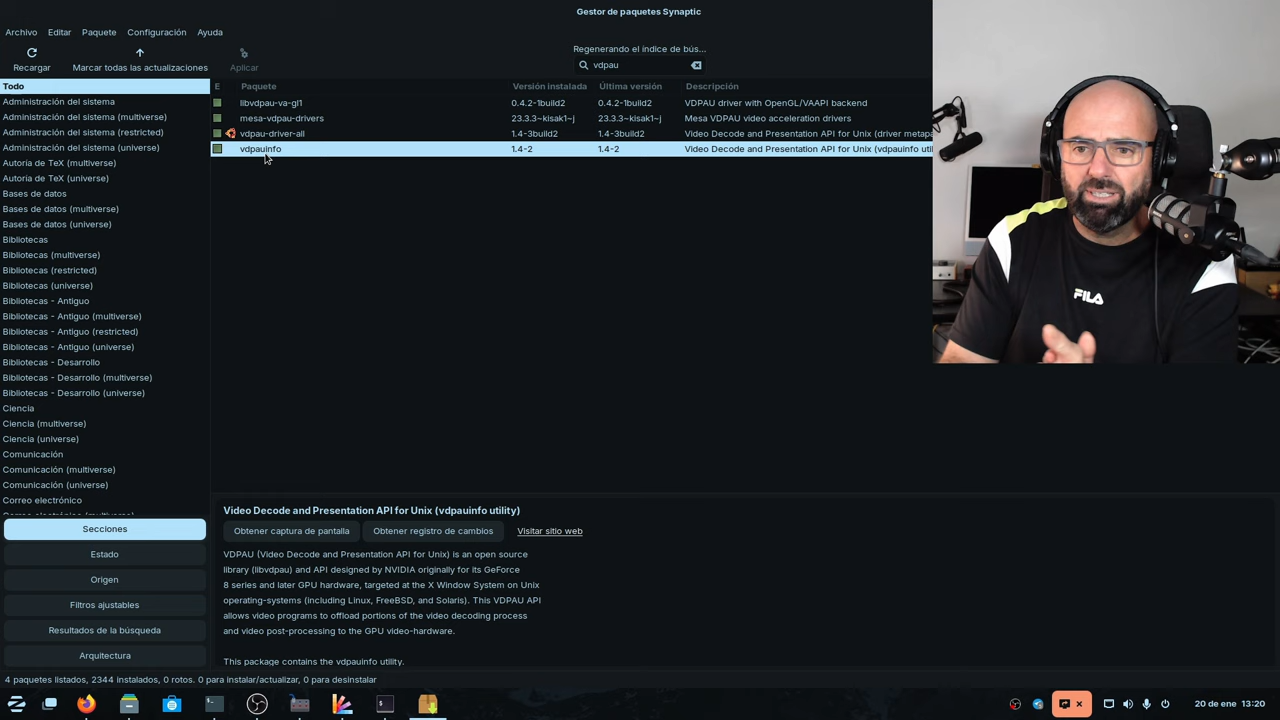 Gestor de paquetes Synaptic
Archivo Editar Paquete Configuración Ayuda
Recargar Marcar todas las actualizaciones Aplicar
Regenerando el índice de bús...
vdpau
Todo
Administración del sistema
Administración del sistema (multiverse)
Administración del sistema (restricted)
Administración del sistema (universe)
Autoría de TeX (multiverse)
Autoría de TeX (universe)
Bases de datos
Bases de datos (multiverse)
Bases de datos (universe)
Bibliotecas
Bibliotecas (multiverse)
Bibliotecas (restricted)
Bibliotecas (universe)
Bibliotecas - Antiguo
Bibliotecas - Antiguo (multiverse)
Bibliotecas - Antiguo (restricted)
Bibliotecas - Antiguo (universe)
Bibliotecas - Desarrollo
Bibliotecas - Desarrollo (multiverse)
Bibliotecas - Desarrollo (universe)
Ciencia
Ciencia (multiverse)
Ciencia (universe)
Comunicación
Comunicación (multiverse)
Comunicación (universe)
Correo electrónico
Secciones
Estado
Origen
Filtros ajustables
Resultados de la búsqueda
Arquitectura
E Paquete Versión instalada Última versión Descripción
libvdpau-va-gl1 0.4.2-1build2 0.4.2-1build2 VDPAU driver with OpenGL/VAAPI backend
mesa-vdpau-drivers 23.3.3~kisak1~j 23.3.3~kisak1~j Mesa VDPAU video acceleration drivers
vdpau-driver-all 1.4-3build2 1.4-3build2 Video Decode and Presentation API for Unix (driver metapa
vdpauinfo 1.4-2 1.4-2 Video Decode and Presentation API for Unix (vdpauinfo util
Video Decode and Presentation API for Unix (vdpauinfo utility)
Obtener captura de pantalla Obtener registro de cambios Visitar sitio web
VDPAU (Video Decode and Presentation API for Unix) is an open source
library (libvdpau) and API designed by NVIDIA originally for its GeForce
8 series and later GPU hardware, targeted at the X Window System on Unix
operating-systems (including Linux, FreeBSD, and Solaris). This VDPAU API
allows video programs to offload portions of the video decoding process
and video post-processing to the GPU video-hardware.
This package contains the vdpauinfo utility.
4 paquetes listados, 2344 instalados, 0 rotos. 0 para instalar/actualizar, 0 para desinstalar
20 de ene 13:20
FILA